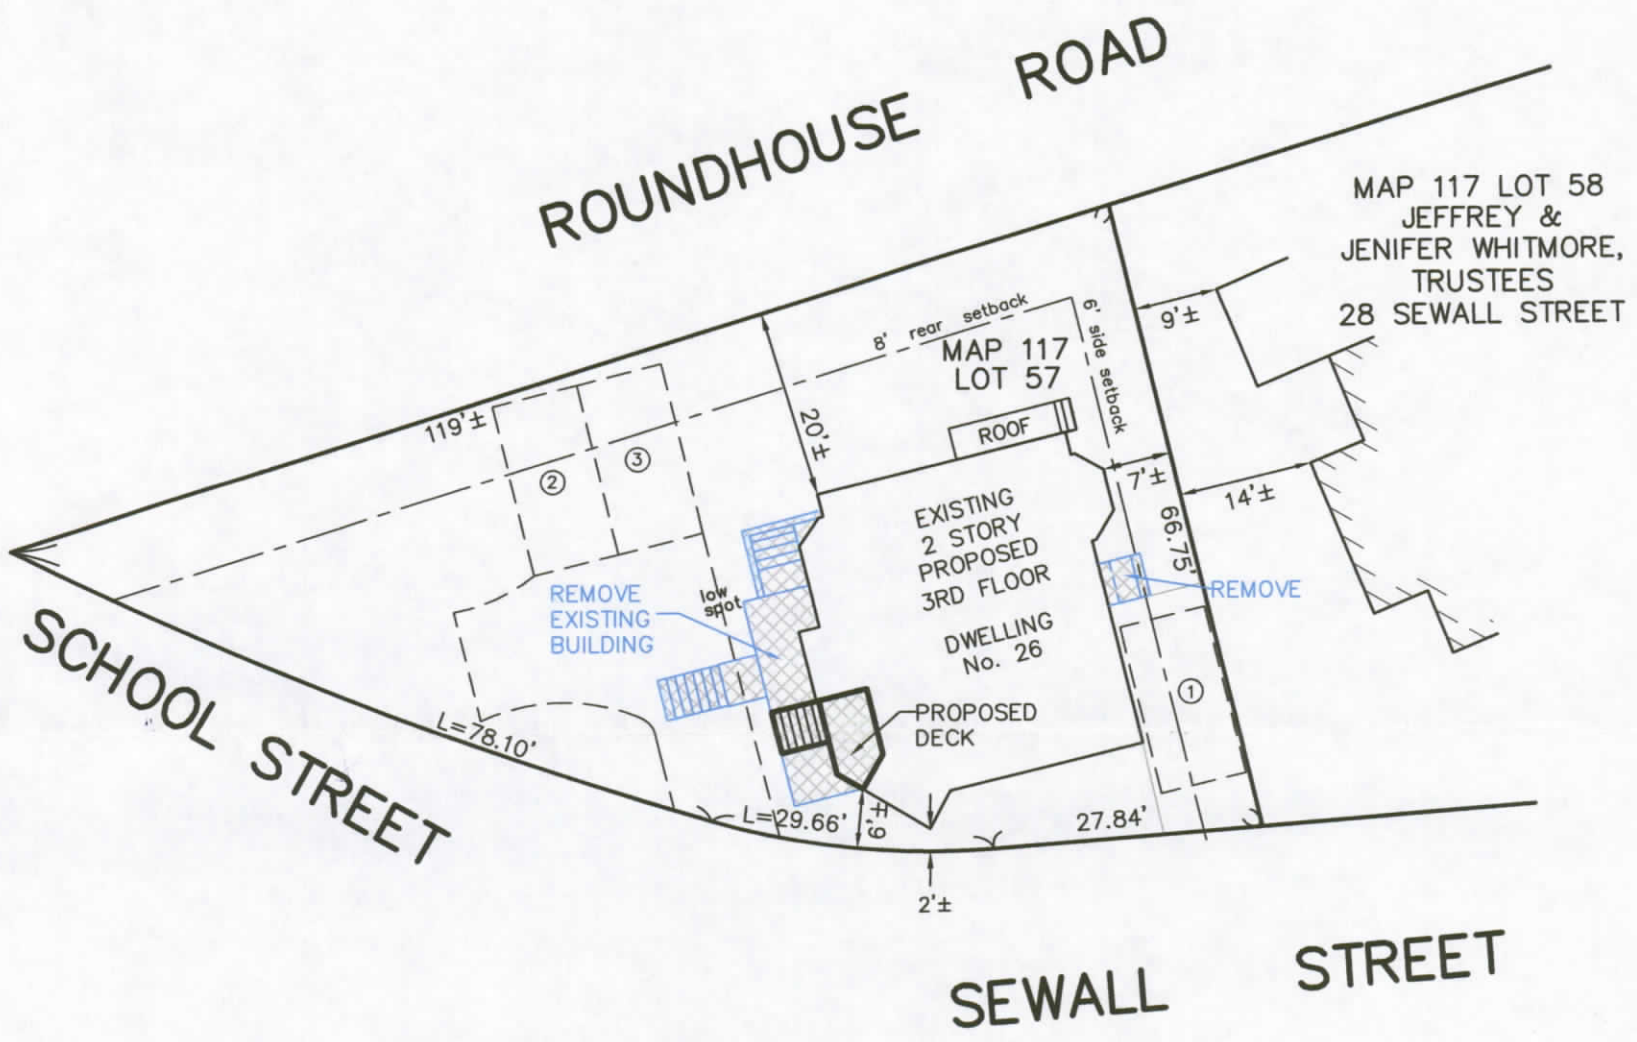 ROUNDHOUSE ROAD
MAP 117 LOT 58
JEFFREY &
JENIFER WHITMORE,
TRUSTEES
28 SEWALL STREET
9'±
8' rear setback
6' side setback
MAP 117
LOT 57
119'±
20'±
ROOF
②
③
7'±
14'±
66.75'
EXISTING
2 STORY
PROPOSED
3RD FLOOR
DWELLING
No. 26
REMOVE
EXISTING
BUILDING
low
spot
REMOVE
①
PROPOSED
DECK
SCHOOL STREET
L=78.10'
L=29.66'
6'±
27.84'
2'±
SEWALL STREET